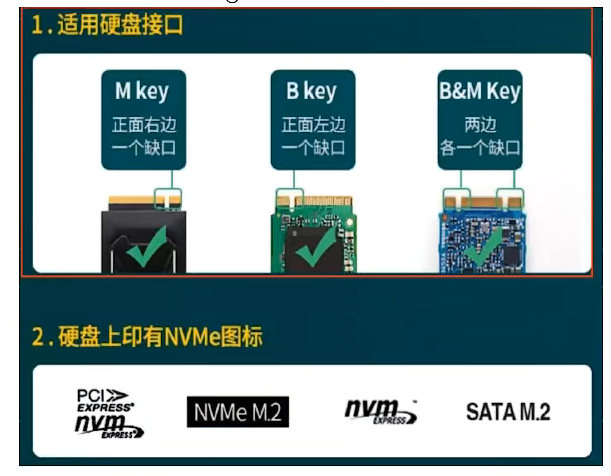 1.适用硬盘接口
M key
正面右边
一个缺口
B key
正面左边
一个缺口
B&M Key
两边
各一个缺口
2.硬盘上印有NVMe图标
PCI
EXPRESS®
nvm
EXPRESS
NVMe M.2
nvm
EXPRESS
SATA M.2